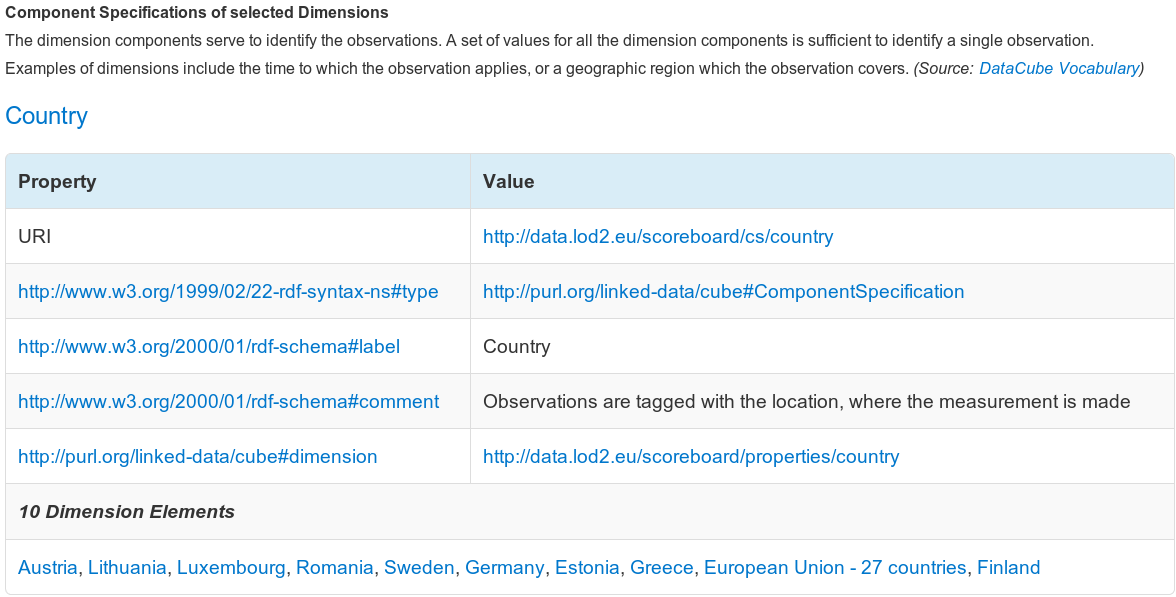 Component Specifications of selected Dimensions
The dimension components serve to identify the observations. A set of values for all the dimension components is sufficient to identify a single observation.
Examples of dimensions include the time to which the observation applies, or a geographic region which the observation covers. (Source: DataCube Vocabulary)
Country
Property Value
URI http://data.lod2.eu/scoreboard/cs/country
http://www.w3.org/1999/02/22-rdf-syntax-ns#type http://purl.org/linked-data/cube#ComponentSpecification
http://www.w3.org/2000/01/rdf-schema#label Country
http://www.w3.org/2000/01/rdf-schema#comment Observations are tagged with the location, where the measurement is made
http://purl.org/linked-data/cube#dimension http://data.lod2.eu/scoreboard/properties/country
10 Dimension Elements
Austria, Lithuania, Luxembourg, Romania, Sweden, Germany, Estonia, Greece, European Union - 27 countries, Finland